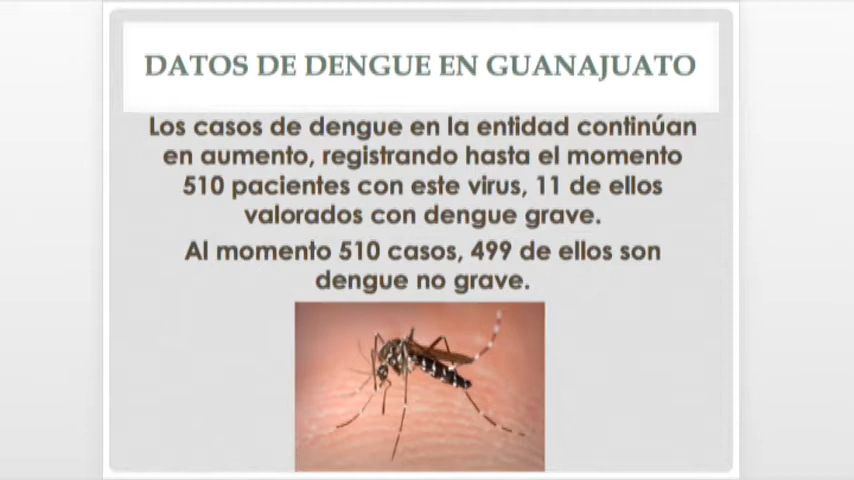 DATOS DE DENGUE EN GUANAJUATO
Los casos de dengue en la entidad continúan
en aumento, registrando hasta el momento
510 pacientes con este virus, 11 de ellos
valorados con dengue grave.
Al momento 510 casos, 499 de ellos son
dengue no grave.